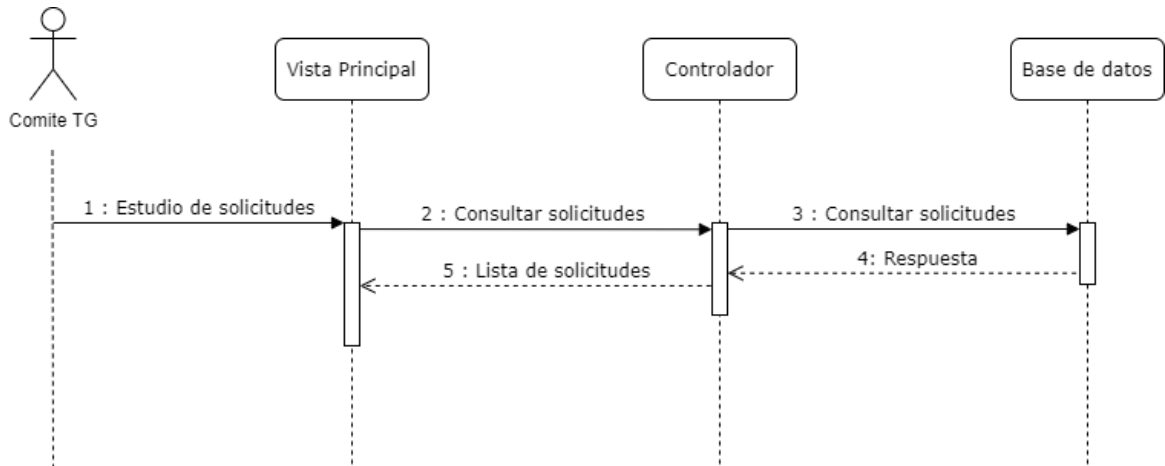 Vista Principal
Controlador
Base de datos
Comite TG
1 : Estudio de solicitudes
2 : Consultar solicitudes
3 : Consultar solicitudes
4: Respuesta
5 : Lista de solicitudes